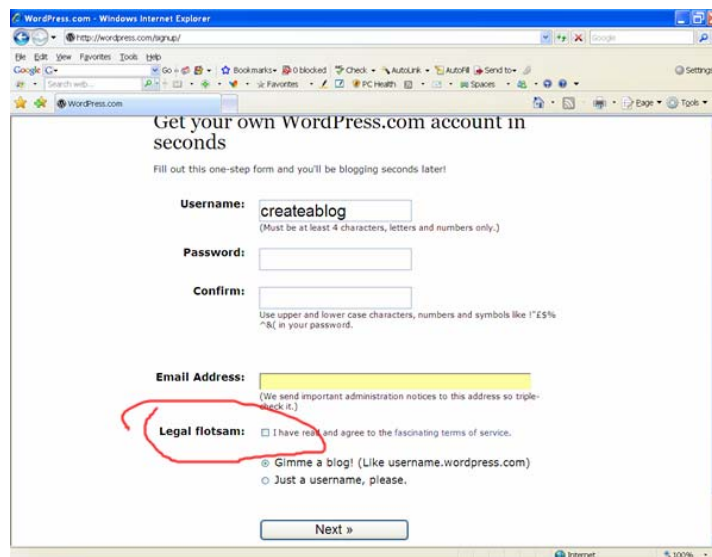 WordPress.com - Windows Internet Explorer
http://wordpress.com/signup/
Google
File Edit View Favorites Tools Help
Google G Go Bookmarks 0 blocked Check AutoLink AutoFill Send to Settings
Search web... Favorites PC Health Spaces
WordPress.com Page Tools
Get your own WordPress.com account in
seconds
Fill out this one-step form and you'll be blogging seconds later!
Username: createablog
(Must be at least 4 characters, letters and numbers only.)
Password:
Confirm:
Use upper and lower case characters, numbers and symbols like !"£$%
^&( in your password.
Email Address:
(We send important administration notices to this address so triple-
check it.)
Legal flotsam: I have read and agree to the fascinating terms of service.
Gimme a blog! (Like username.wordpress.com)
Just a username, please.
Next »
Internet 100%